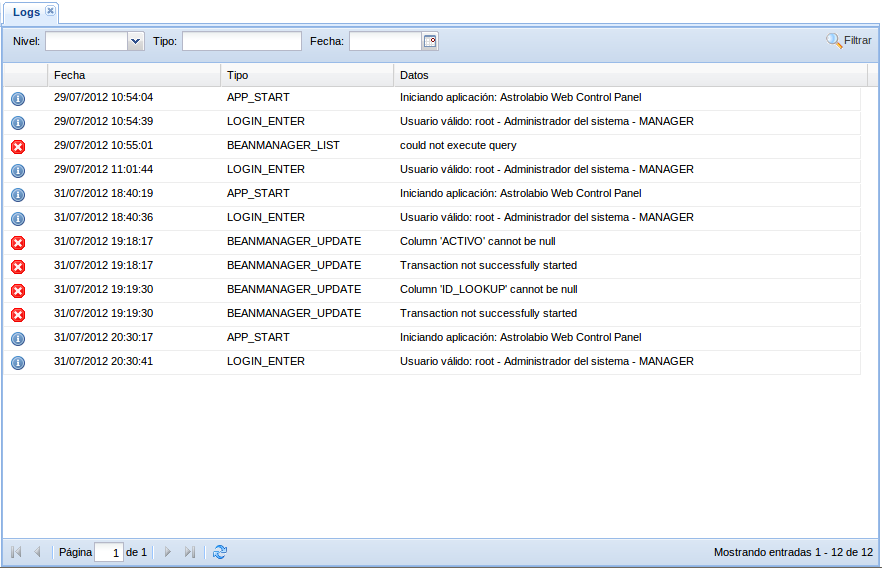 Logs
Nivel: Tipo: Fecha: Filtrar
Fecha Tipo Datos
29/07/2012 10:54:04 APP_START Iniciando aplicación: Astrolabio Web Control Panel
29/07/2012 10:54:39 LOGIN_ENTER Usuario válido: root - Administrador del sistema - MANAGER
29/07/2012 10:55:01 BEANMANAGER_LIST could not execute query
29/07/2012 11:01:44 LOGIN_ENTER Usuario válido: root - Administrador del sistema - MANAGER
31/07/2012 18:40:19 APP_START Iniciando aplicación: Astrolabio Web Control Panel
31/07/2012 18:40:36 LOGIN_ENTER Usuario válido: root - Administrador del sistema - MANAGER
31/07/2012 19:18:17 BEANMANAGER_UPDATE Column 'ACTIVO' cannot be null
31/07/2012 19:18:17 BEANMANAGER_UPDATE Transaction not successfully started
31/07/2012 19:19:30 BEANMANAGER_UPDATE Column 'ID_LOOKUP' cannot be null
31/07/2012 19:19:30 BEANMANAGER_UPDATE Transaction not successfully started
31/07/2012 20:30:17 APP_START Iniciando aplicación: Astrolabio Web Control Panel
31/07/2012 20:30:41 LOGIN_ENTER Usuario válido: root - Administrador del sistema - MANAGER
Página 1 de 1 Mostrando entradas 1 - 12 de 12